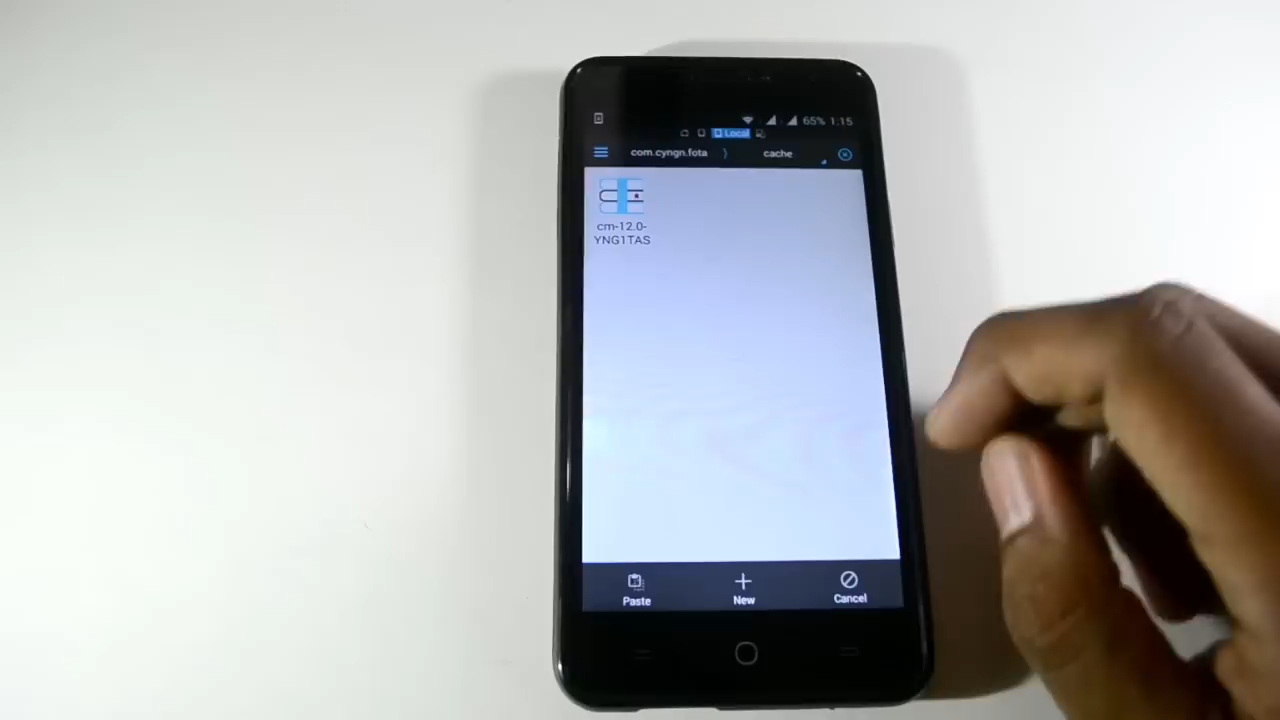 65% 1:15
Local
com.cyngn.fota cache
cm-12.0-
YNG1TAS
Paste New Cancel